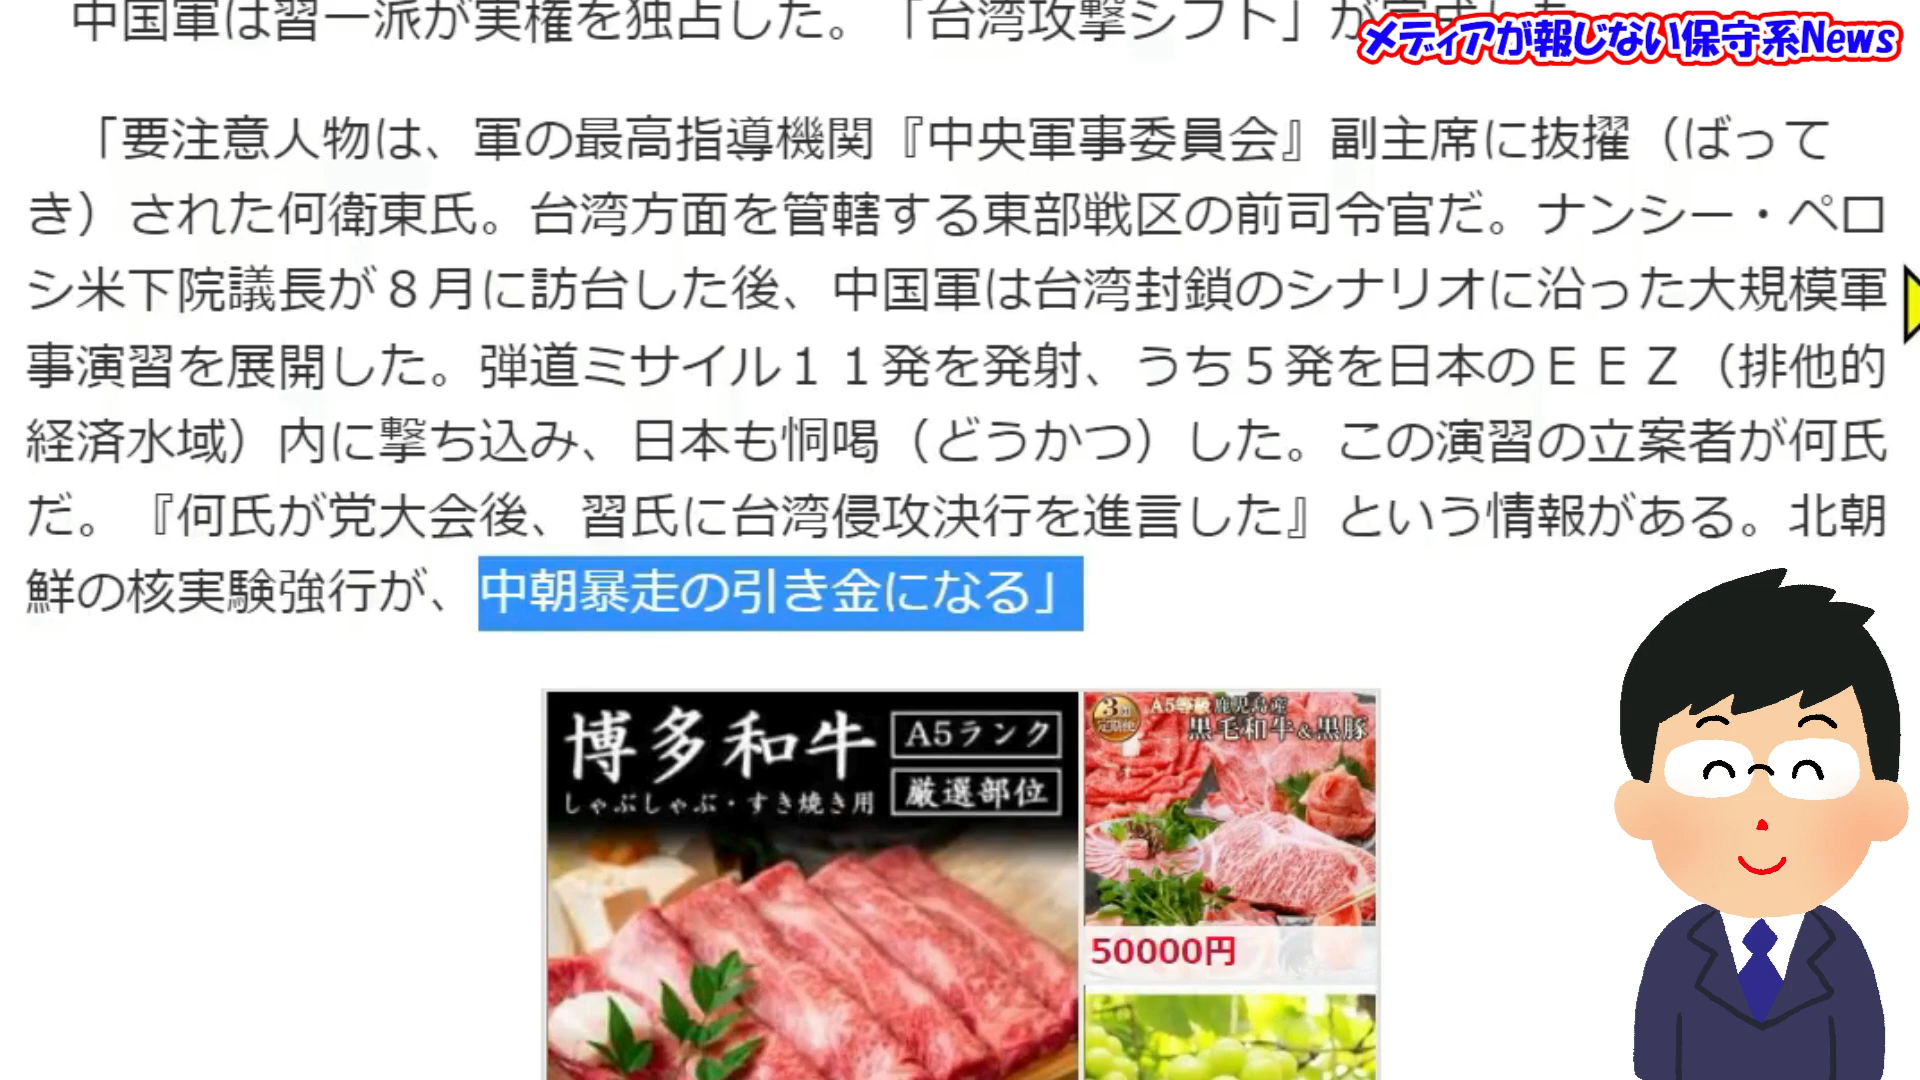 中国軍は習一派が実権を独占した。「台湾攻撃シフト」が完成した
メディアが報じない保守系News
「要注意人物は、軍の最高指導機関『中央軍事委員会』副主席に抜擢（ばって
き）された何衛東氏。台湾方面を管轄する東部戦区の前司令官だ。ナンシー・ペロ
シ米下院議長が８月に訪台した後、中国軍は台湾封鎖のシナリオに沿った大規模軍
事演習を展開した。弾道ミサイル１１発を発射、うち５発を日本のＥＥＺ（排他的
経済水域）内に撃ち込み、日本も恫喝（どうかつ）した。この演習の立案者が何氏
だ。『何氏が党大会後、習氏に台湾侵攻決行を進言した』という情報がある。北朝
鮮の核実験強行が、中朝暴走の引き金になる」
博多和牛
A5ランク
厳選部位
しゃぶしゃぶ・すき焼き用
A5等級 鹿児島産
黒毛和牛&黒豚
50000円